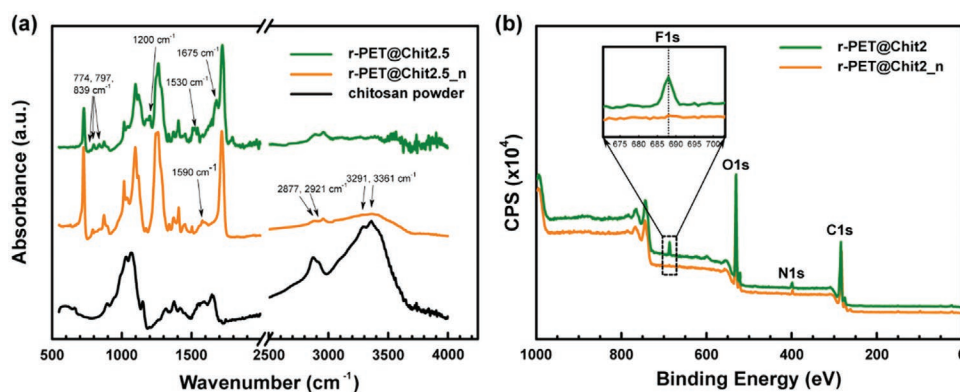 (a)
1200 cm⁻¹
1675 cm⁻¹
774, 797,
839 cm⁻¹
1530 cm⁻¹
r-PET@Chit2.5
r-PET@Chit2.5_n
chitosan powder
1590 cm⁻¹
2877, 2921 cm⁻¹
3291, 3361 cm⁻¹
Absorbance (a.u.)
500 1000 1500 2000 2500 3000 3500 4000
Wavenumber (cm⁻¹)
(b)
F1s
r-PET@Chit2
r-PET@Chit2_n
675 680 685 690 695 700
O1s
C1s
N1s
CPS (x10⁴)
1000 800 600 400 200 0
Binding Energy (eV)